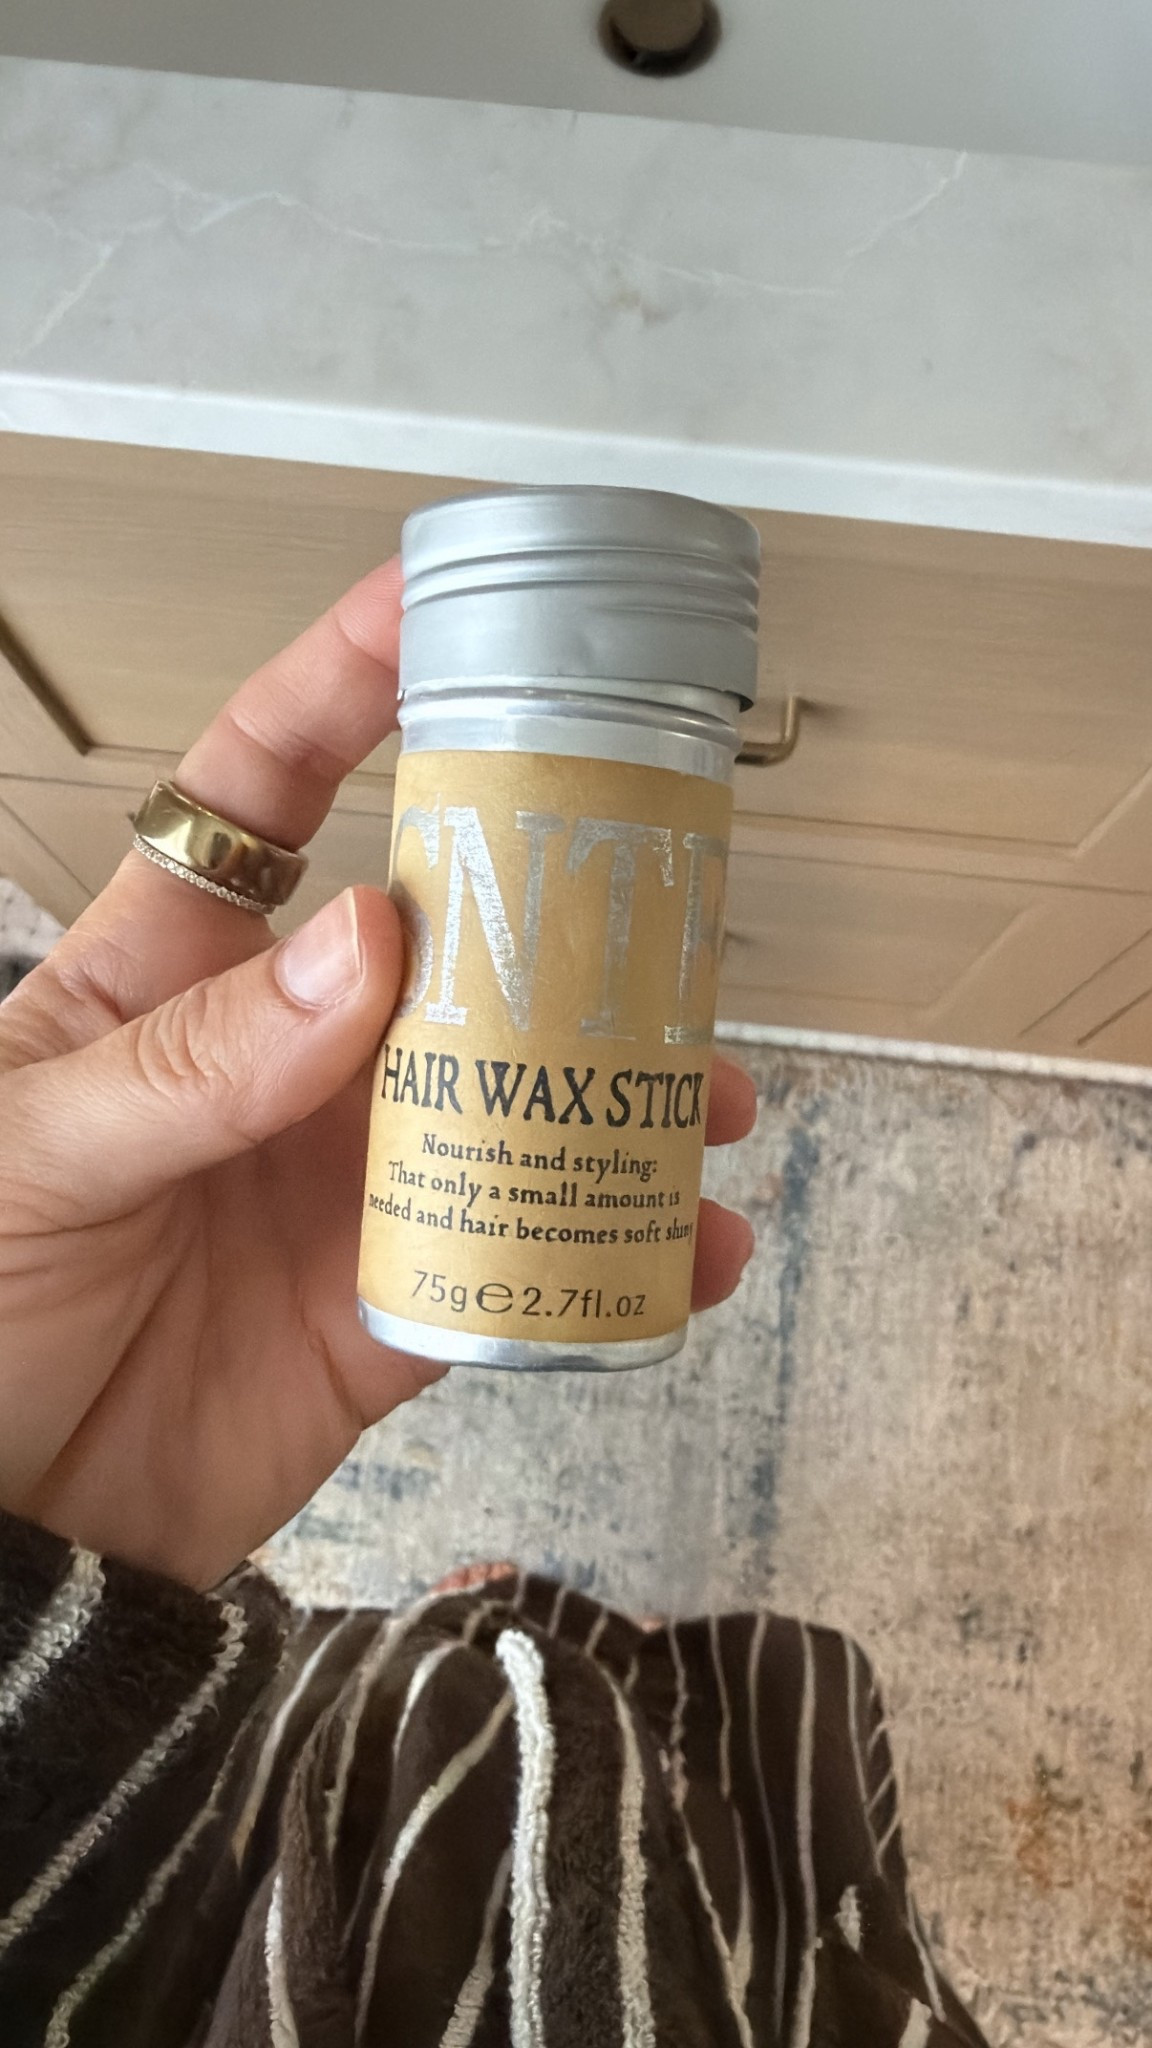 HAIR WAX STICK
Nourish and styling:
That only a small amount is
needed and hair becomes soft shiny
75g℮2.7fl.oz